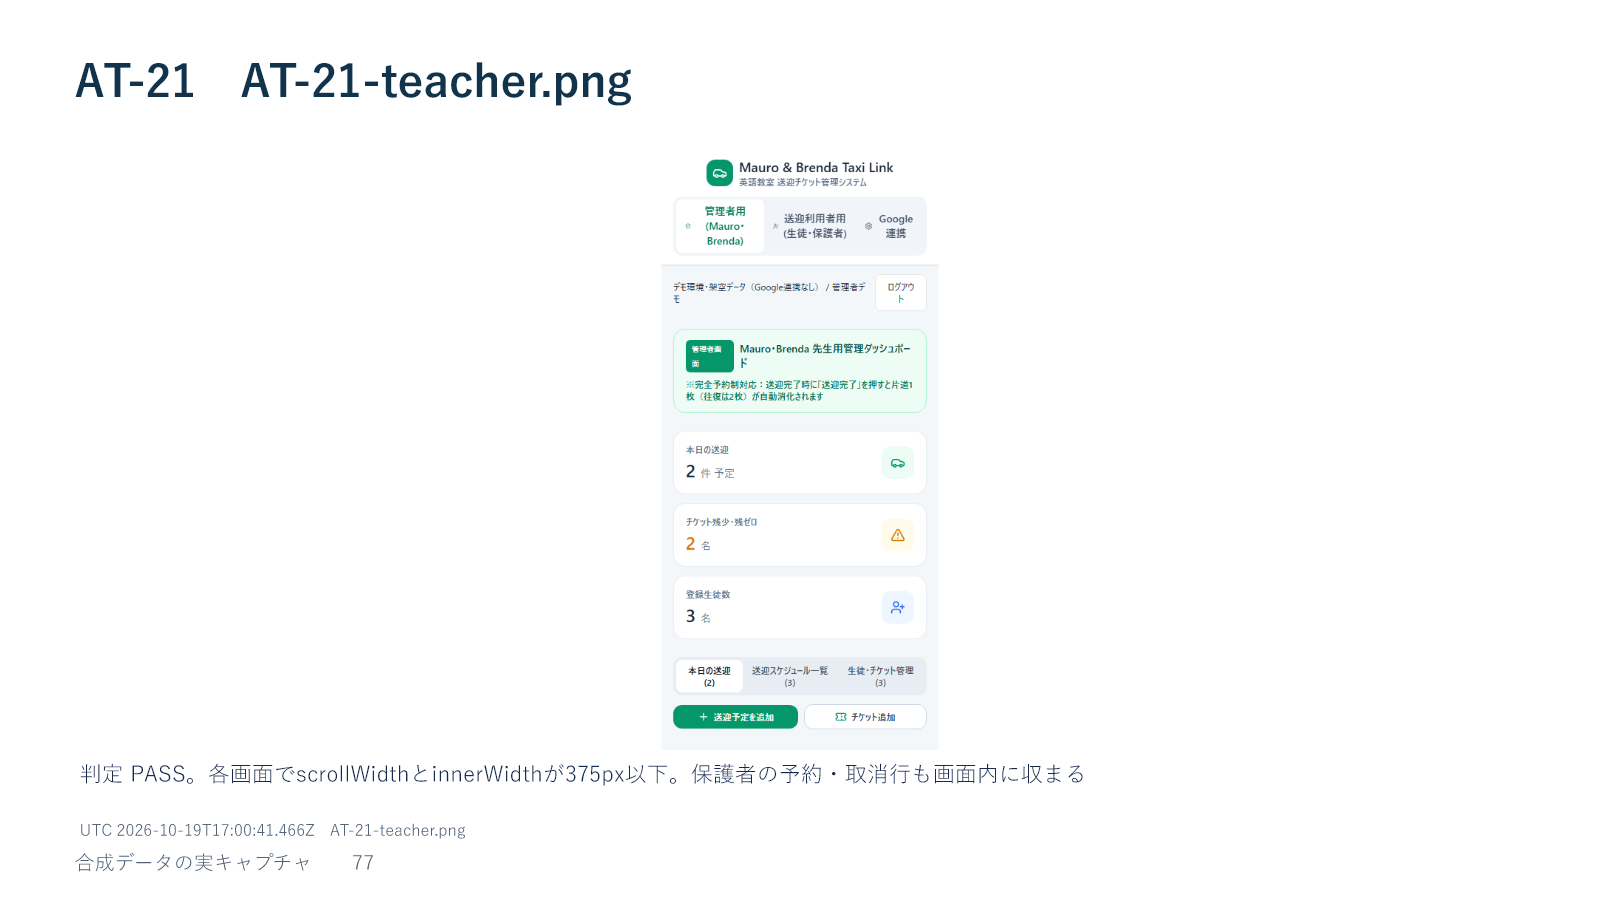 AT-21　AT-21-teacher.png
Mauro & Brenda Taxi Link
英語教室 送迎チケット管理システム
管理者用
(Mauro・
Brenda)
送迎利用者用
(生徒・保護者)
Google
連携
デモ環境・架空データ（Google連携なし） / 管理者デ
モ
ログアウ
ト
管理者画
面
Mauro・Brenda 先生用管理ダッシュボー
ド
※完全予約制対応：送迎完了時に「送迎完了」を押すと片道1
枚（往復は2枚）が自動消化されます
本日の送迎
2 件 予定
チケット残少・残ゼロ
2 名
登録生徒数
3 名
本日の送迎
(2)
送迎スケジュール一覧
(3)
生徒・チケット管理
(3)
送迎予定を追加
チケット追加
判定 PASS。各画面でscrollWidthとinnerWidthが375px以下。保護者の予約・取消行も画面内に収まる
UTC 2026-10-19T17:00:41.466Z　AT-21-teacher.png
合成データの実キャプチャ　　77